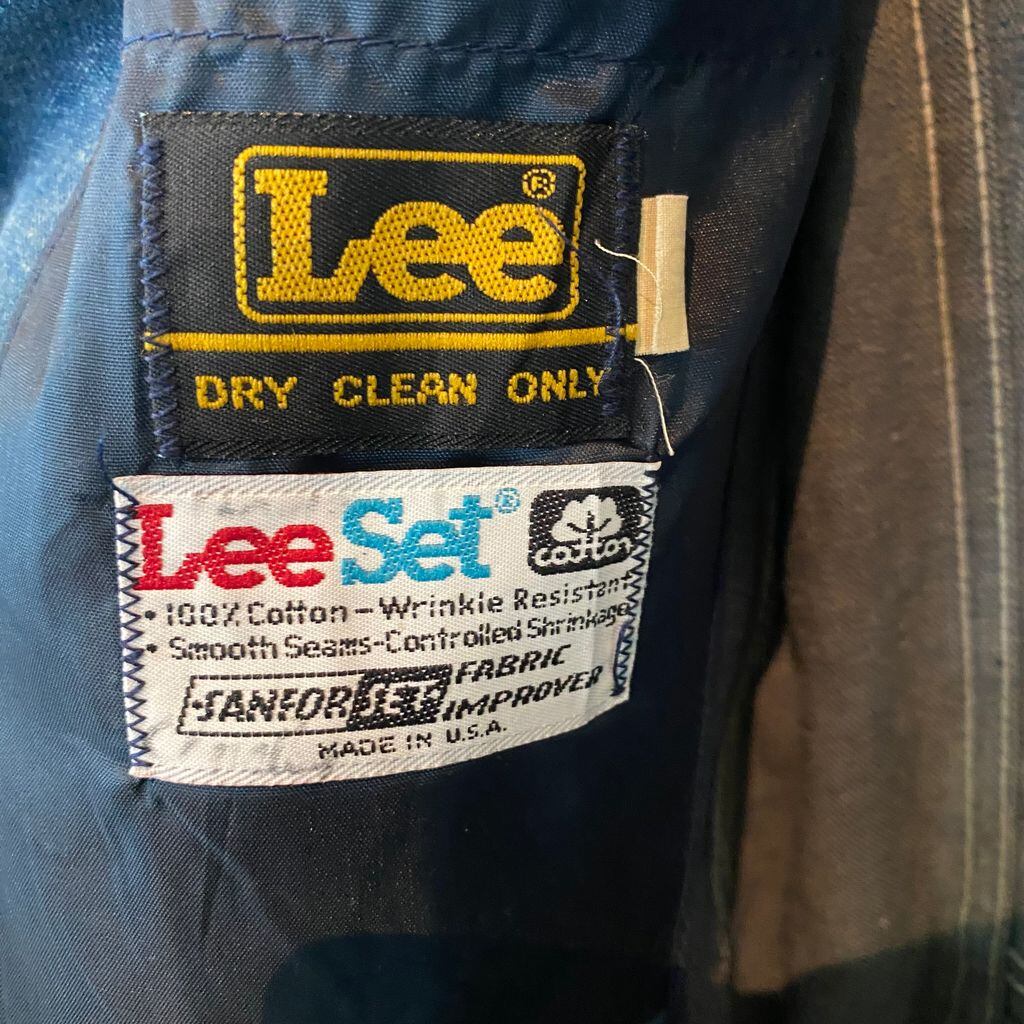 Lee®
DRY CLEAN ONLY
LeeSet® cotton
• 100% Cotton - Wrinkle Resistant
• Smooth Seams-Controlled Shrinkage
SANFOR SET FABRIC
IMPROVER
MADE IN U.S.A.